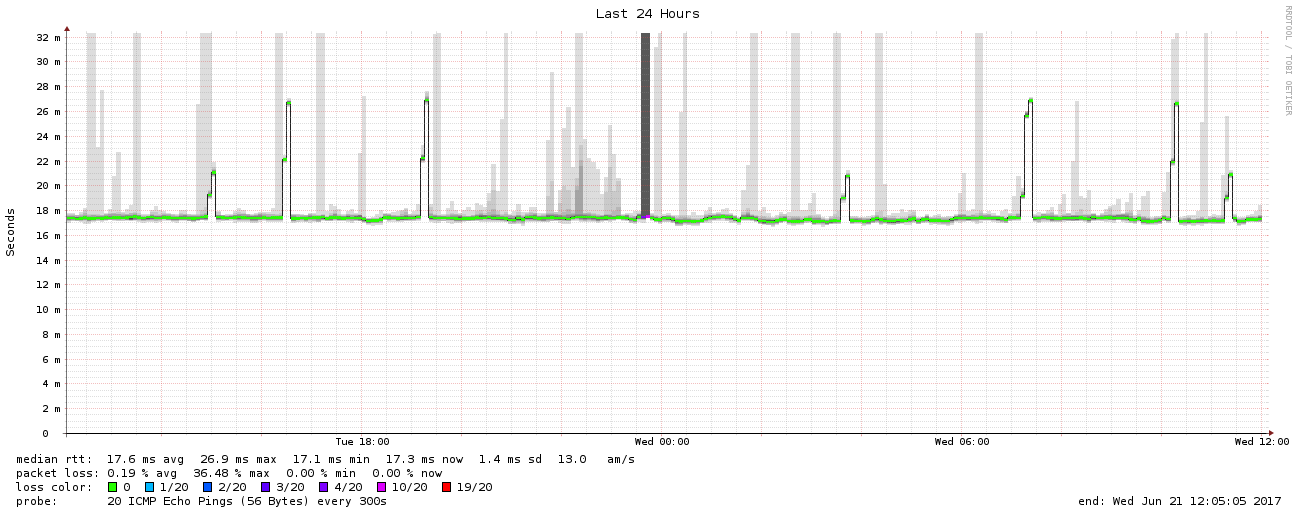 Last 24 Hours
RRDTOOL / TOBI OETIKER
Seconds
32 m
30 m
28 m
26 m
24 m
22 m
20 m
18 m
16 m
14 m
12 m
10 m
8 m
6 m
4 m
2 m
0
Tue 18:00 Wed 00:00 Wed 06:00 Wed 12:00
median rtt: 17.6 ms avg 26.9 ms max 17.1 ms min 17.3 ms now 1.4 ms sd 13.0 am/s
packet loss: 0.19 % avg 36.48 % max 0.00 % min 0.00 % now
loss color: 0 1/20 2/20 3/20 4/20 10/20 19/20
probe: 20 ICMP Echo Pings (56 Bytes) every 300s end: Wed Jun 21 12:05:05 2017